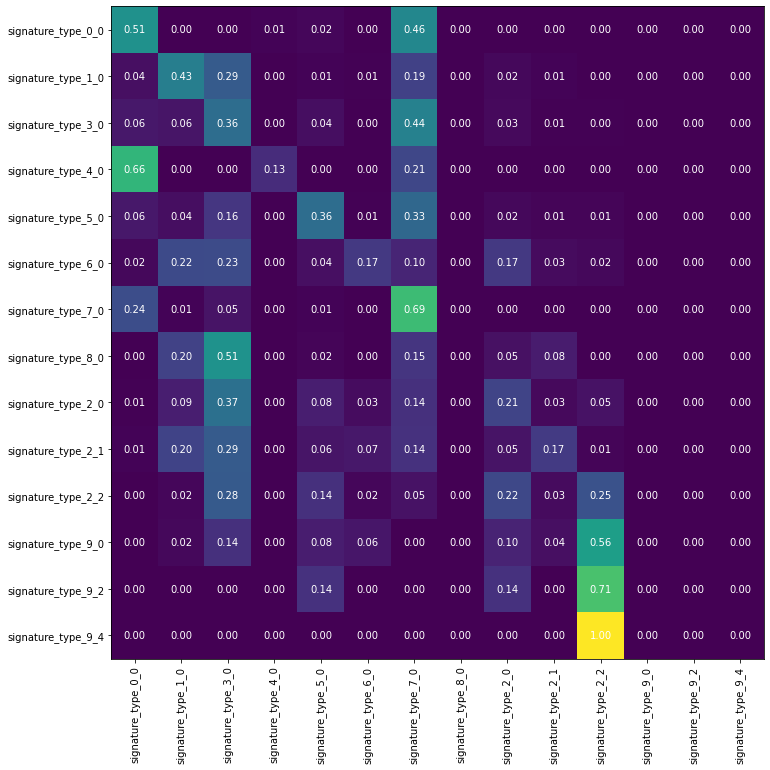 signature_type_0_0 0.51 0.00 0.00 0.01 0.02 0.00 0.46 0.00 0.00 0.00 0.00 0.00 0.00 0.00
signature_type_1_0 0.04 0.43 0.29 0.00 0.01 0.01 0.19 0.00 0.02 0.01 0.00 0.00 0.00 0.00
signature_type_3_0 0.06 0.06 0.36 0.00 0.04 0.00 0.44 0.00 0.03 0.01 0.00 0.00 0.00 0.00
signature_type_4_0 0.66 0.00 0.00 0.13 0.00 0.00 0.21 0.00 0.00 0.00 0.00 0.00 0.00 0.00
signature_type_5_0 0.06 0.04 0.16 0.00 0.36 0.01 0.33 0.00 0.02 0.01 0.01 0.00 0.00 0.00
signature_type_6_0 0.02 0.22 0.23 0.00 0.04 0.17 0.10 0.00 0.17 0.03 0.02 0.00 0.00 0.00
signature_type_7_0 0.24 0.01 0.05 0.00 0.01 0.00 0.69 0.00 0.00 0.00 0.00 0.00 0.00 0.00
signature_type_8_0 0.00 0.20 0.51 0.00 0.02 0.00 0.15 0.00 0.05 0.08 0.00 0.00 0.00 0.00
signature_type_2_0 0.01 0.09 0.37 0.00 0.08 0.03 0.14 0.00 0.21 0.03 0.05 0.00 0.00 0.00
signature_type_2_1 0.01 0.20 0.29 0.00 0.06 0.07 0.14 0.00 0.05 0.17 0.01 0.00 0.00 0.00
signature_type_2_2 0.00 0.02 0.28 0.00 0.14 0.02 0.05 0.00 0.22 0.03 0.25 0.00 0.00 0.00
signature_type_9_0 0.00 0.02 0.14 0.00 0.08 0.06 0.00 0.00 0.10 0.04 0.56 0.00 0.00 0.00
signature_type_9_2 0.00 0.00 0.00 0.00 0.14 0.00 0.00 0.00 0.14 0.00 0.71 0.00 0.00 0.00
signature_type_9_4 0.00 0.00 0.00 0.00 0.00 0.00 0.00 0.00 0.00 0.00 1.00 0.00 0.00 0.00
signature_type_0_0
signature_type_1_0
signature_type_3_0
signature_type_4_0
signature_type_5_0
signature_type_6_0
signature_type_7_0
signature_type_8_0
signature_type_2_0
signature_type_2_1
signature_type_2_2
signature_type_9_0
signature_type_9_2
signature_type_9_4